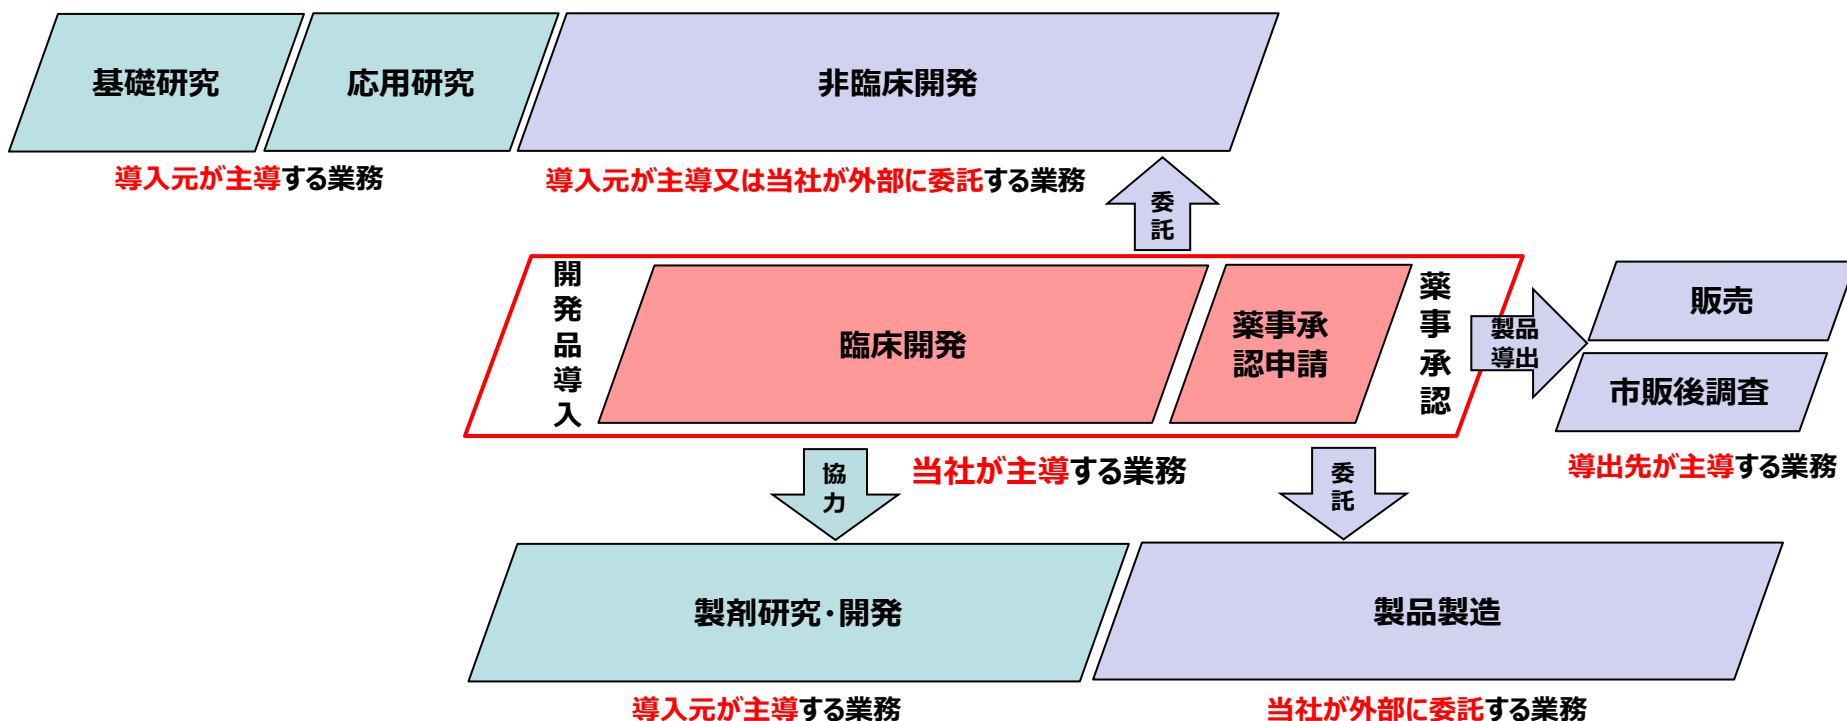 基礎研究
応用研究
非臨床開発
導入元が主導する業務
導入元が主導又は当社が外部に委託する業務
委
託
開
発
品
導
入
臨床開発
薬事承
認申請
薬
事
承
認
製品
導出
販売
市販後調査
導出先が主導する業務
協
力
当社が主導する業務
委
託
製剤研究・開発
製品製造
導入元が主導する業務
当社が外部に委託する業務